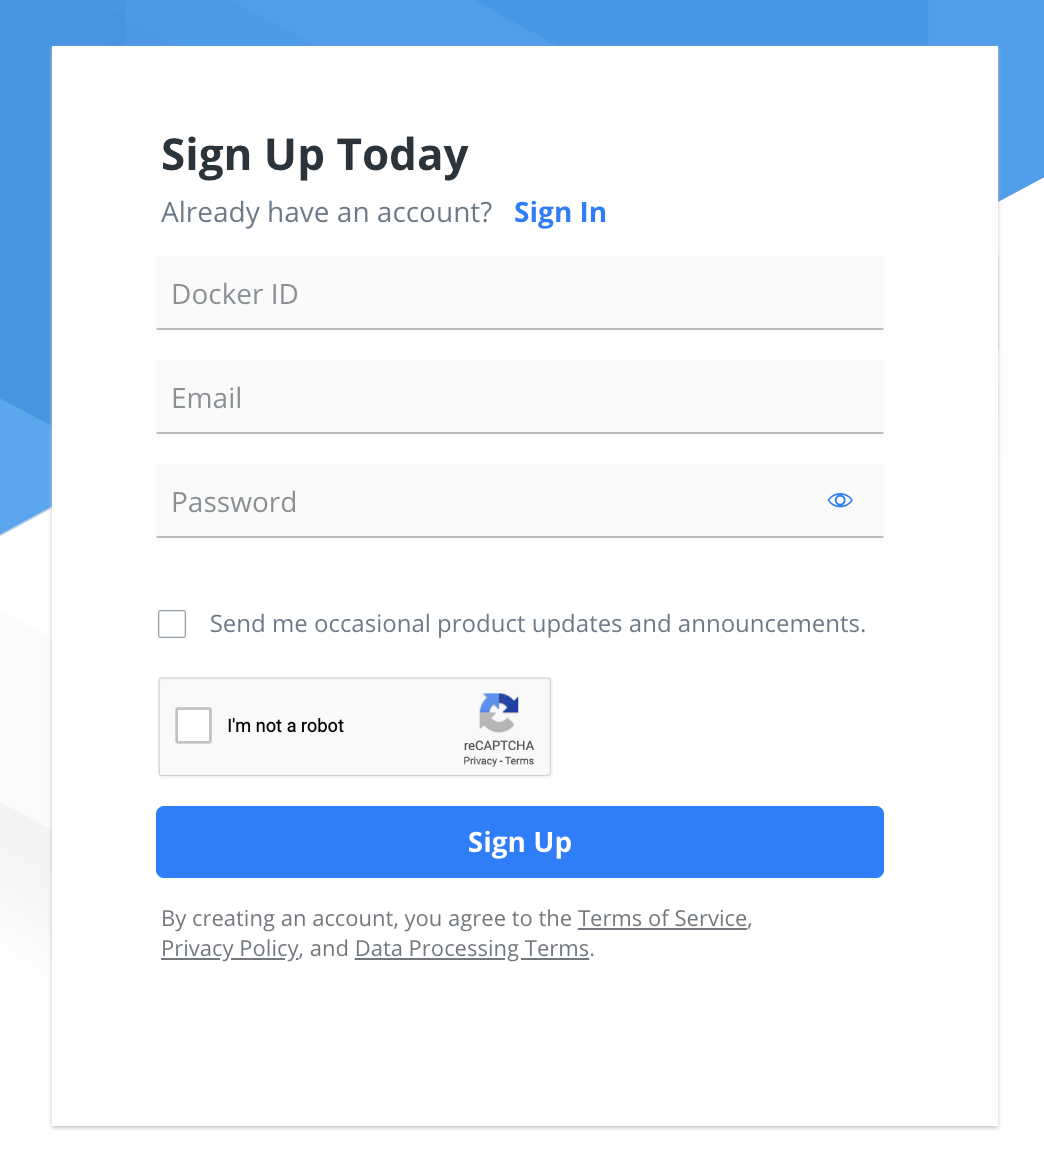 Sign Up Today
Already have an account? Sign In
Docker ID
Email
Password
Send me occasional product updates and announcements.
I'm not a robot
reCAPTCHA
Privacy - Terms
Sign Up
By creating an account, you agree to the Terms of Service,
Privacy Policy, and Data Processing Terms.